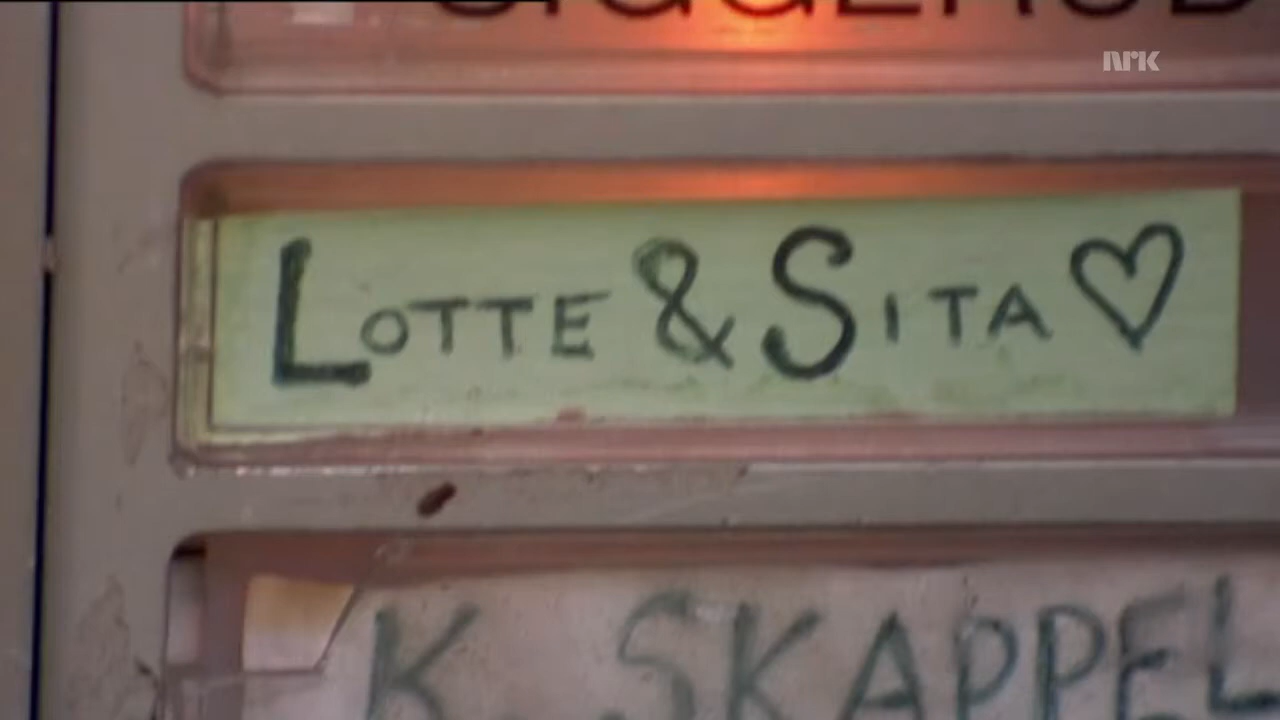 nrk
LOTTE & SITA ♡
K. SKAPPEL